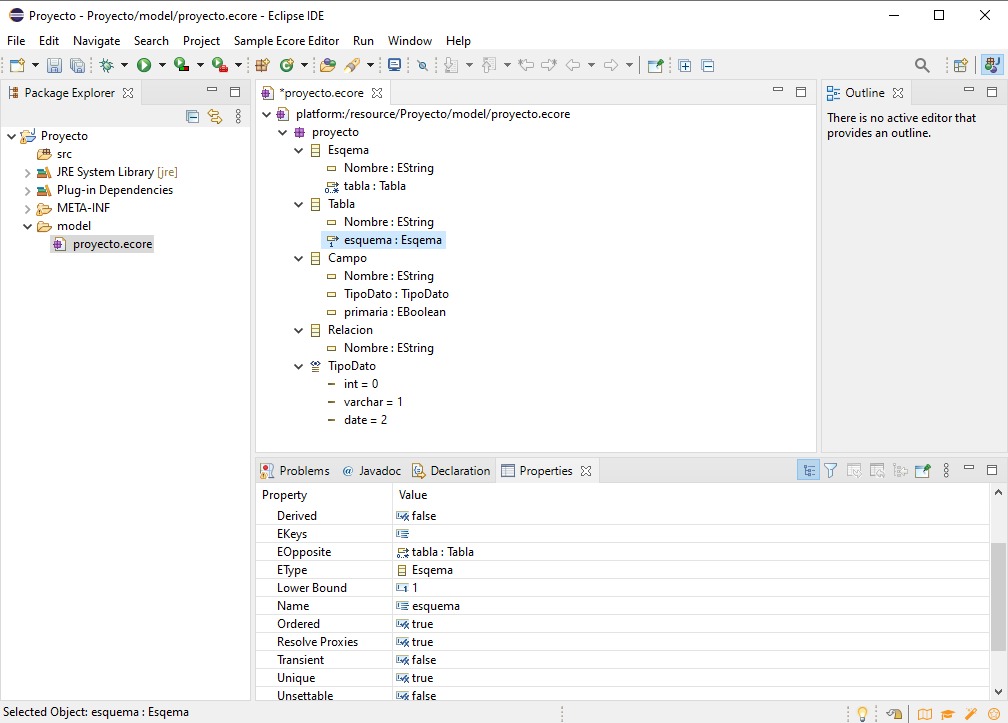 Proyecto - Proyecto/model/proyecto.ecore - Eclipse IDE
File Edit Navigate Search Project Sample Ecore Editor Run Window Help
Package Explorer
Proyecto
src
JRE System Library [jre]
Plug-in Dependencies
META-INF
model
proyecto.ecore
*proyecto.ecore
platform:/resource/Proyecto/model/proyecto.ecore
proyecto
Esqema
Nombre : EString
tabla : Tabla
Tabla
Nombre : EString
esquema : Esqema
Campo
Nombre : EString
TipoDato : TipoDato
primaria : EBoolean
Relacion
Nombre : EString
TipoDato
int = 0
varchar = 1
date = 2
Outline
There is no active editor that
provides an outline.
Problems @ Javadoc Declaration Properties
Property Value
Derived false
EKeys
EOpposite tabla : Tabla
EType Esqema
Lower Bound 1
Name esquema
Ordered true
Resolve Proxies true
Transient false
Unique true
Unsettable false
Selected Object: esquema : Esqema